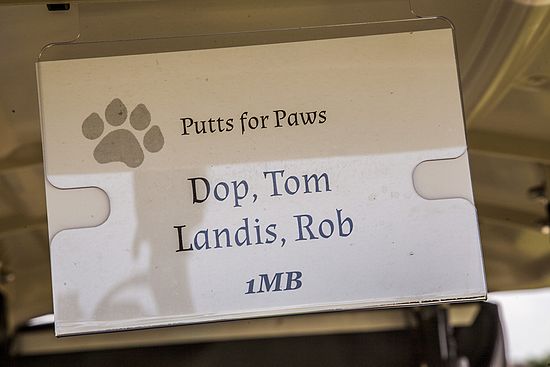 Putts for Paws
Dop, Tom
Landis, Rob
1MB